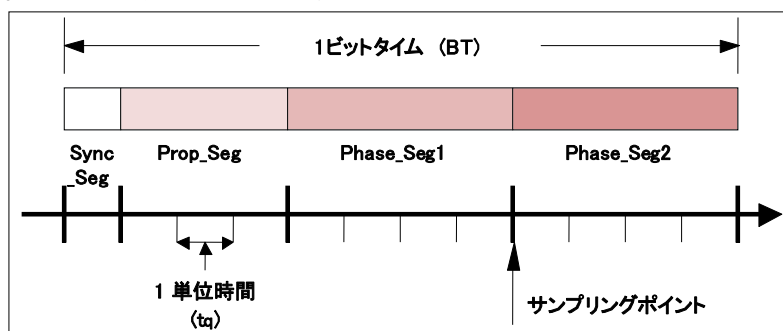 1ビットタイム (BT)
Sync
_Seg
Prop_Seg
Phase_Seg1
Phase_Seg2
1 単位時間
(tq)
サンプリングポイント